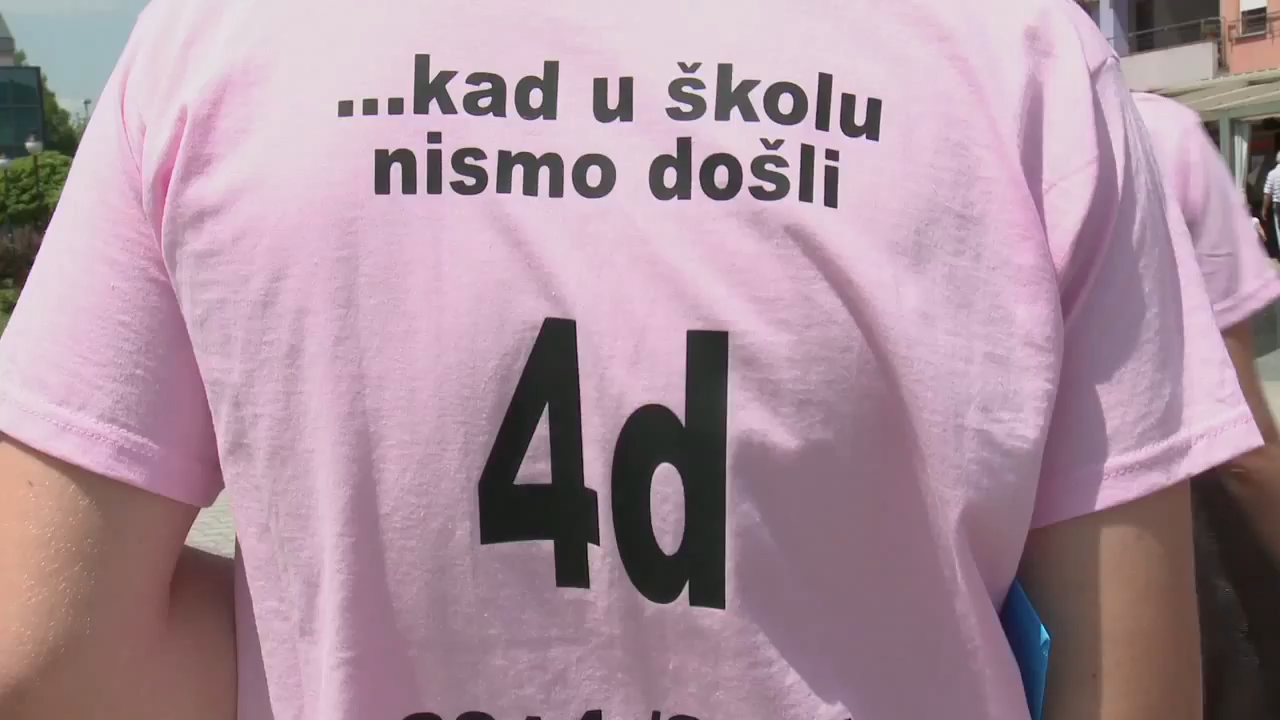 ...kad u školu
nismo došli
4d